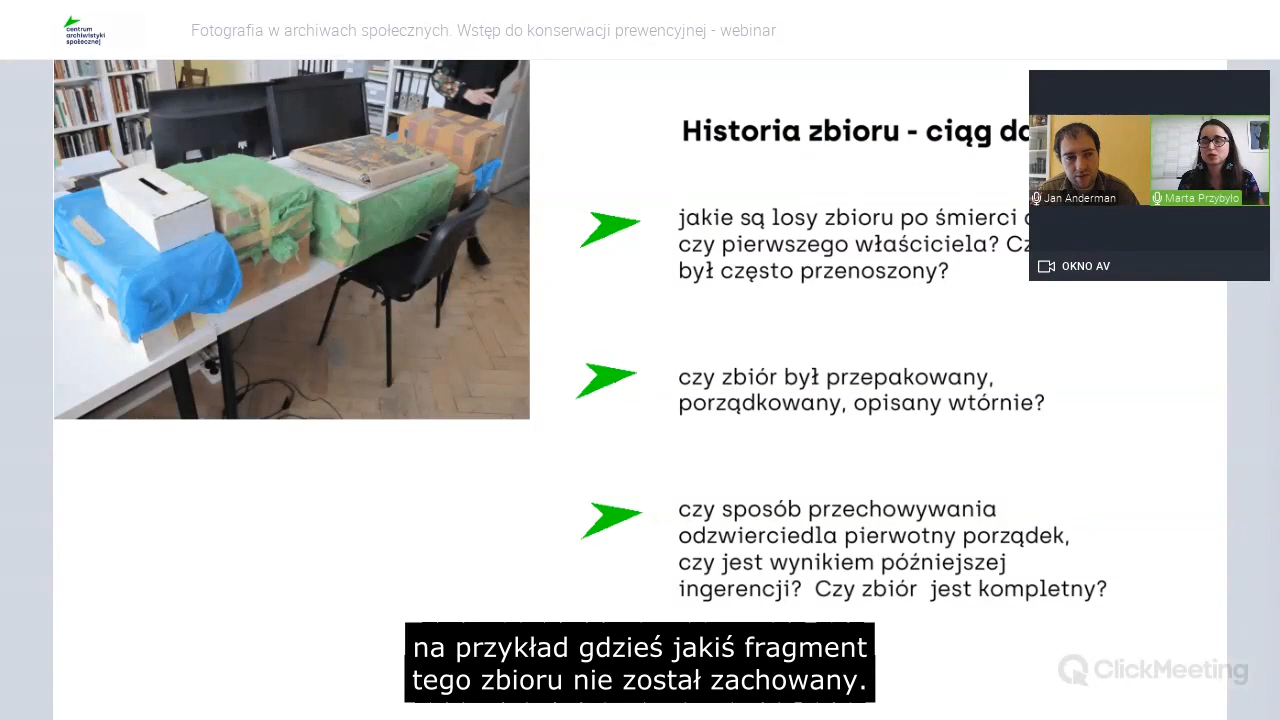 centrum
archiwistyki
społecznej
Fotografia w archiwach społecznych. Wstęp do konserwacji prewencyjnej - webinar
Historia zbioru - ciąg
jakie są losy zbioru po śmierci
czy pierwszego właściciela?
był często przenoszony?
czy zbiór był przepakowany,
porządkowany, opisany wtórnie?
czy sposób przechowywania
odzwierciedla pierwotny porządek,
czy jest wynikiem późniejszej
ingerencji? Czy zbiór jest kompletny?
Jan Anderman
Marta Przybyło
OKNO AV
na przykład gdzieś jakiś fragment
tego zbioru nie został zachowany.
ClickMeeting